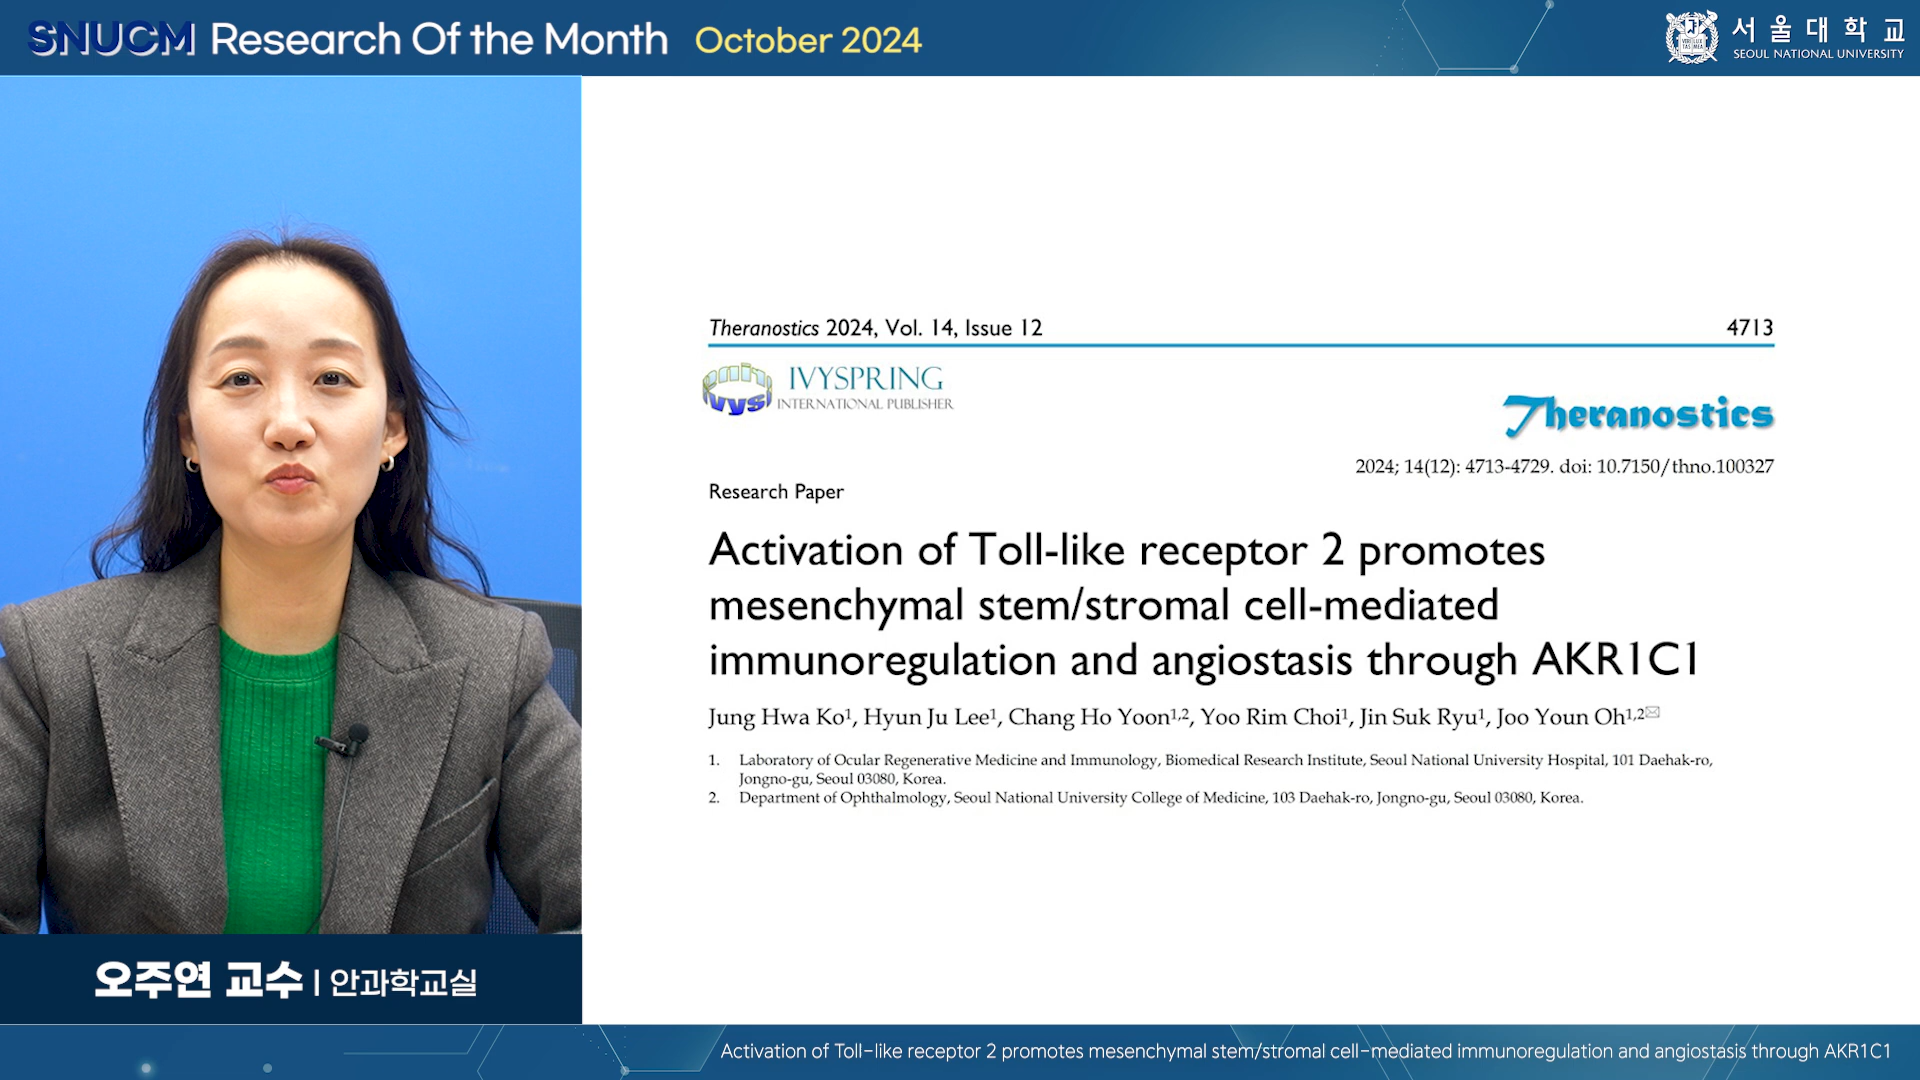 SNUCM Research Of the Month October 2024
서울대학교
SEOUL NATIONAL UNIVERSITY
Theranostics 2024, Vol. 14, Issue 12 4713
IVYSPRING
INTERNATIONAL PUBLISHER
Theranostics
2024; 14(12): 4713-4729. doi: 10.7150/thno.100327
Research Paper
Activation of Toll-like receptor 2 promotes
mesenchymal stem/stromal cell-mediated
immunoregulation and angiostasis through AKR1C1
Jung Hwa Ko¹, Hyun Ju Lee¹, Chang Ho Yoon¹,², Yoo Rim Choi¹, Jin Suk Ryu¹, Joo Youn Oh¹,²✉
1. Laboratory of Ocular Regenerative Medicine and Immunology, Biomedical Research Institute, Seoul National University Hospital, 101 Daehak-ro,
Jongno-gu, Seoul 03080, Korea.
2. Department of Ophthalmology, Seoul National University College of Medicine, 103 Daehak-ro, Jongno-gu, Seoul 03080, Korea.
오주연 교수 | 안과학교실
Activation of Toll-like receptor 2 promotes mesenchymal stem/stromal cell-mediated immunoregulation and angiostasis through AKR1C1